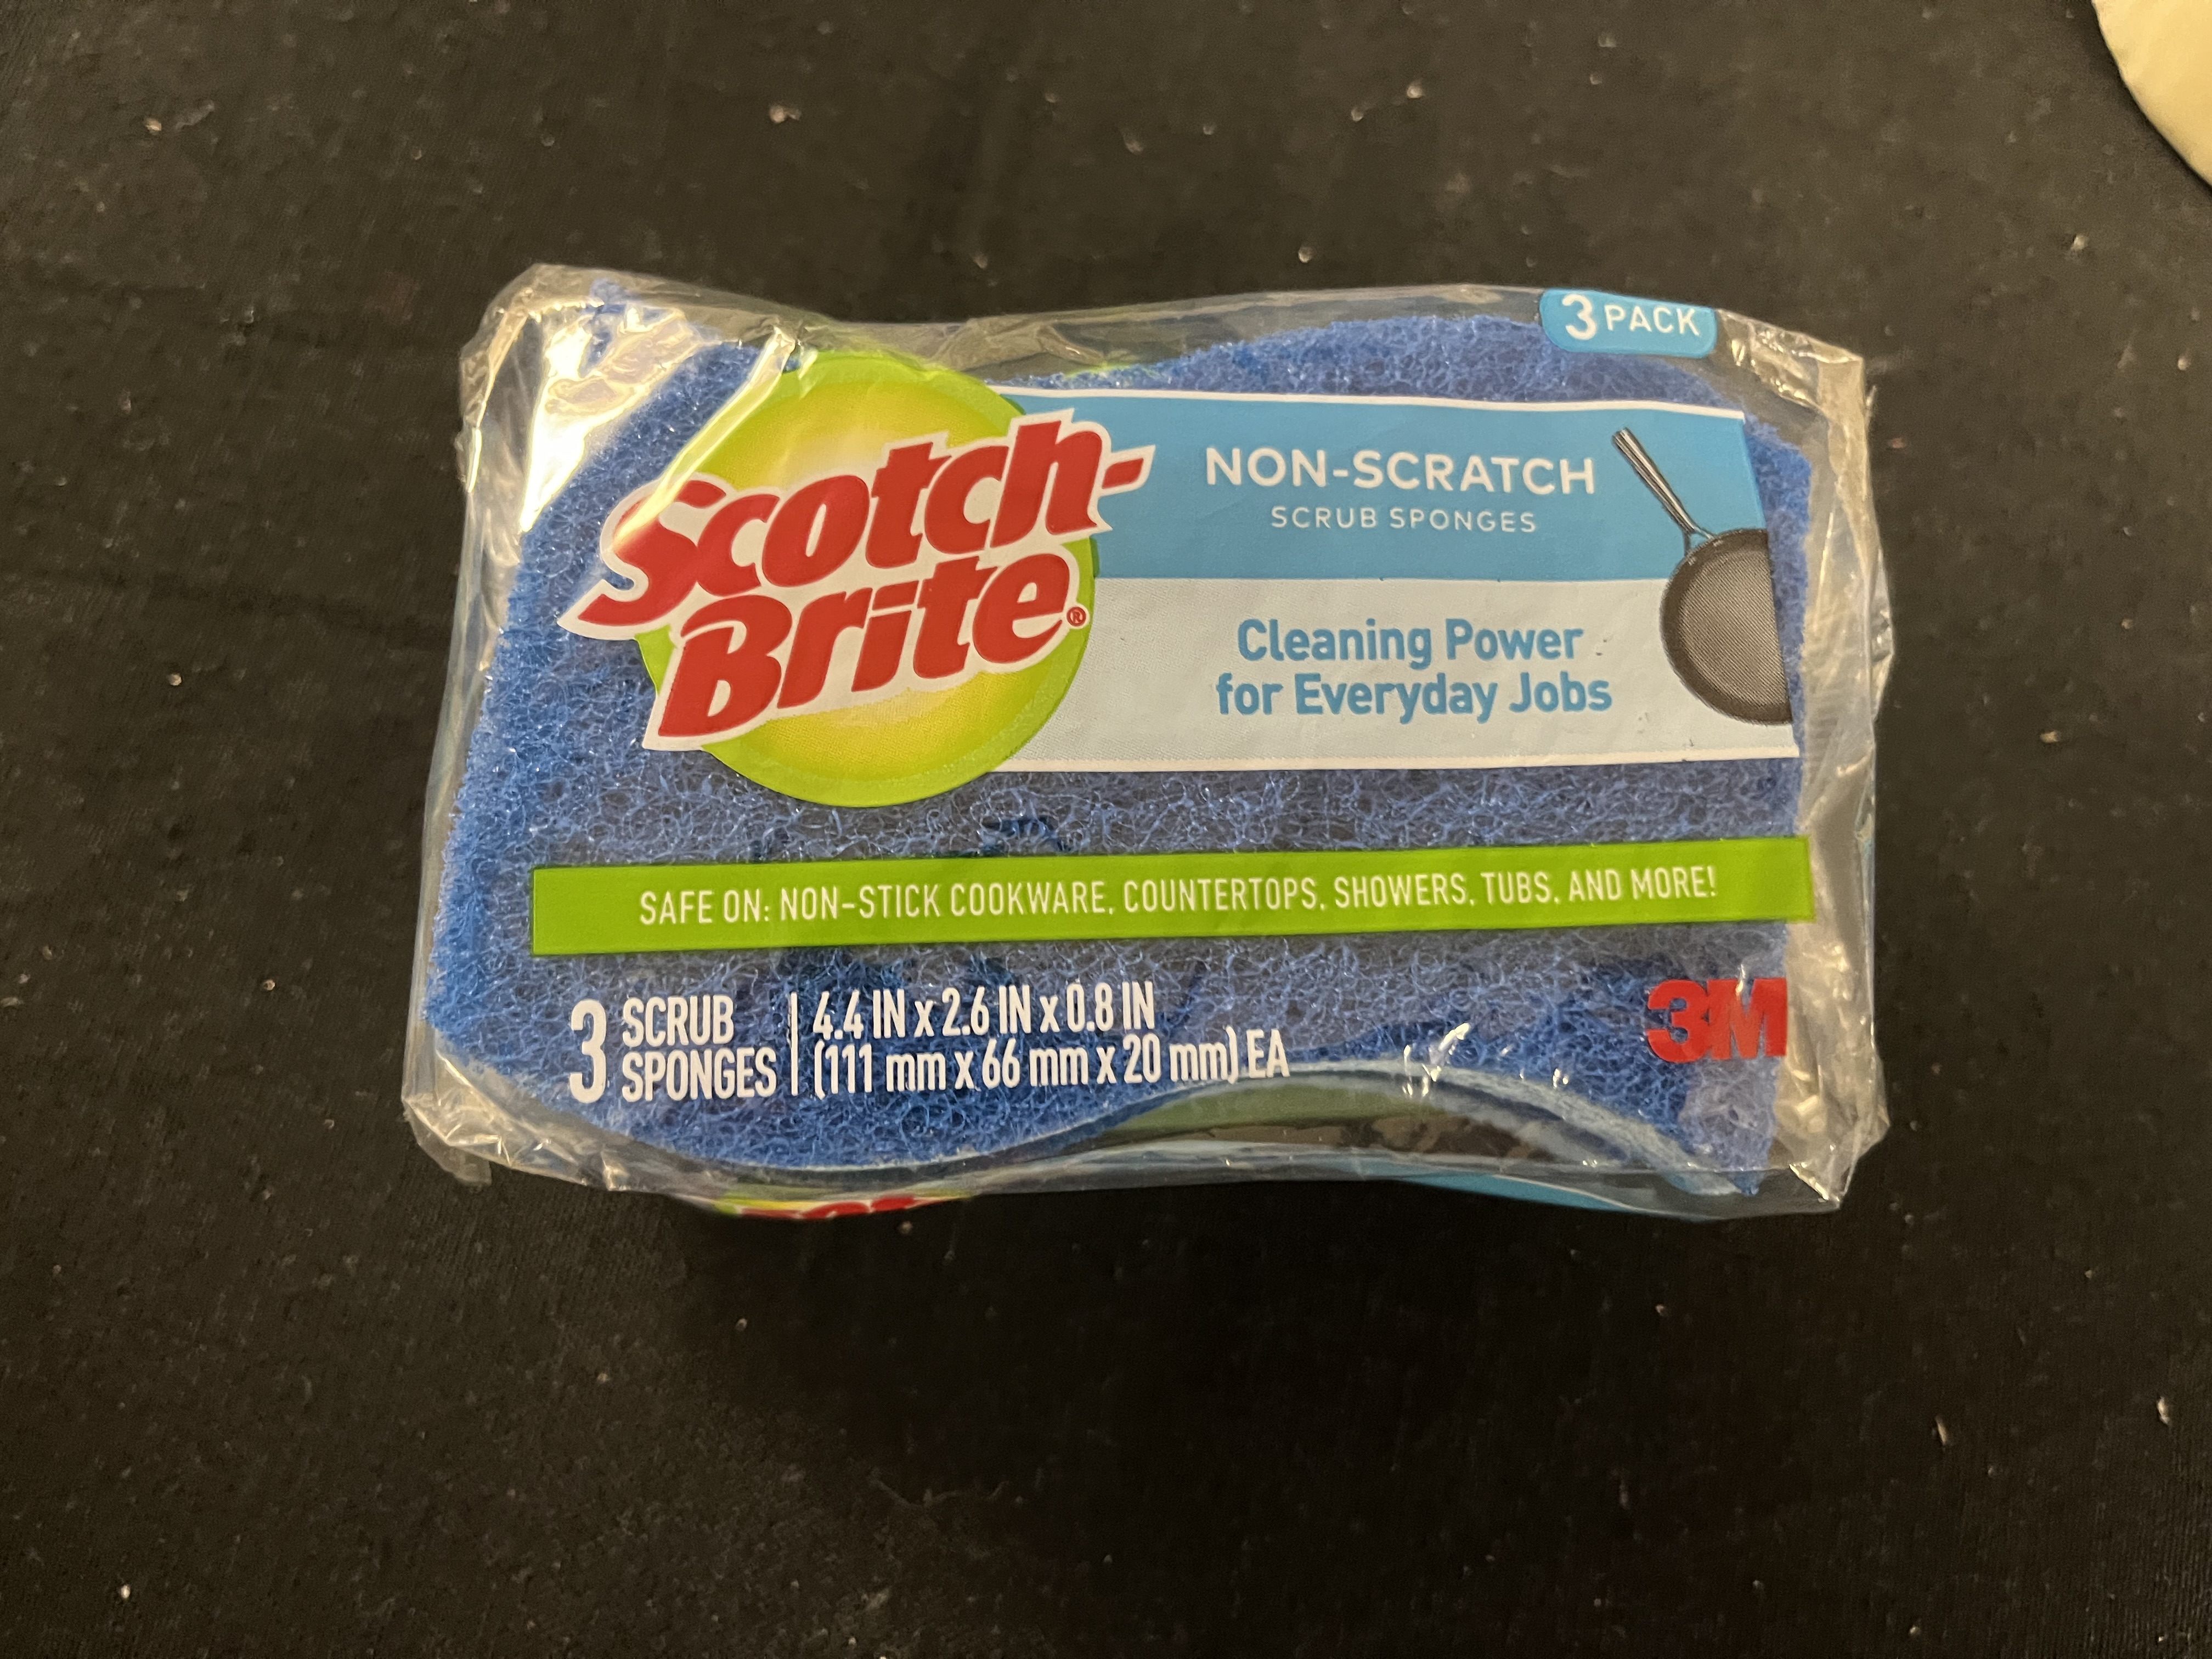 3 PACK
Scotch-
Brite®
NON-SCRATCH
SCRUB SPONGES
Cleaning Power
for Everyday Jobs
SAFE ON: NON-STICK COOKWARE, COUNTERTOPS, SHOWERS, TUBS, AND MORE!
3 SCRUB SPONGES
4.4 IN x 2.6 IN x 0.8 IN
(111 mm x 66 mm x 20 mm) EA
3M